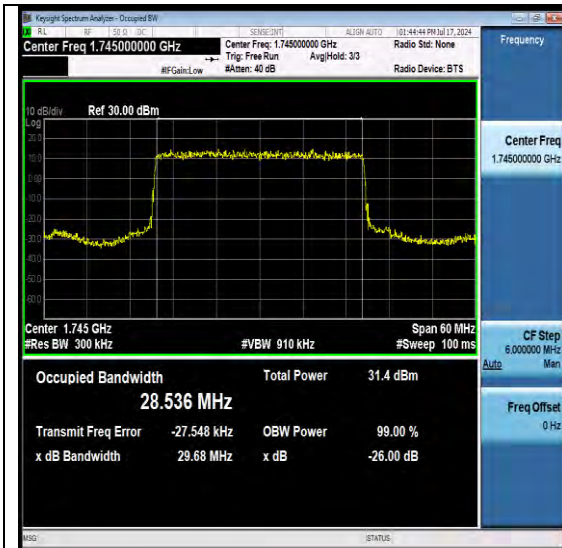 Keysight Spectrum Analyzer - Occupied BW
RL RF 50 Ω DC SENSE:INT ALIGN AUTO 01:44:44 PM Jul 17, 2024
Center Freq 1.745000000 GHz Center Freq: 1.745000000 GHz Radio Std: None Frequency
Trig: Free Run Avg|Hold: 3/3
#IFGain:Low #Atten: 40 dB Radio Device: BTS
10 dB/div Ref 30.00 dBm
Log
20.0
10.0
0.00
-10.0
-20.0
-30.0
-40.0
-50.0
-60.0
Center Freq
1.745000000 GHz
Center 1.745 GHz Span 60 MHz
#Res BW 300 kHz #VBW 910 kHz #Sweep 100 ms
CF Step
6.000000 MHz
Auto Man
Occupied Bandwidth Total Power 31.4 dBm
28.536 MHz
Freq Offset
0 Hz
Transmit Freq Error -27.548 kHz OBW Power 99.00 %
x dB Bandwidth 29.68 MHz x dB -26.00 dB
MSG STATUS